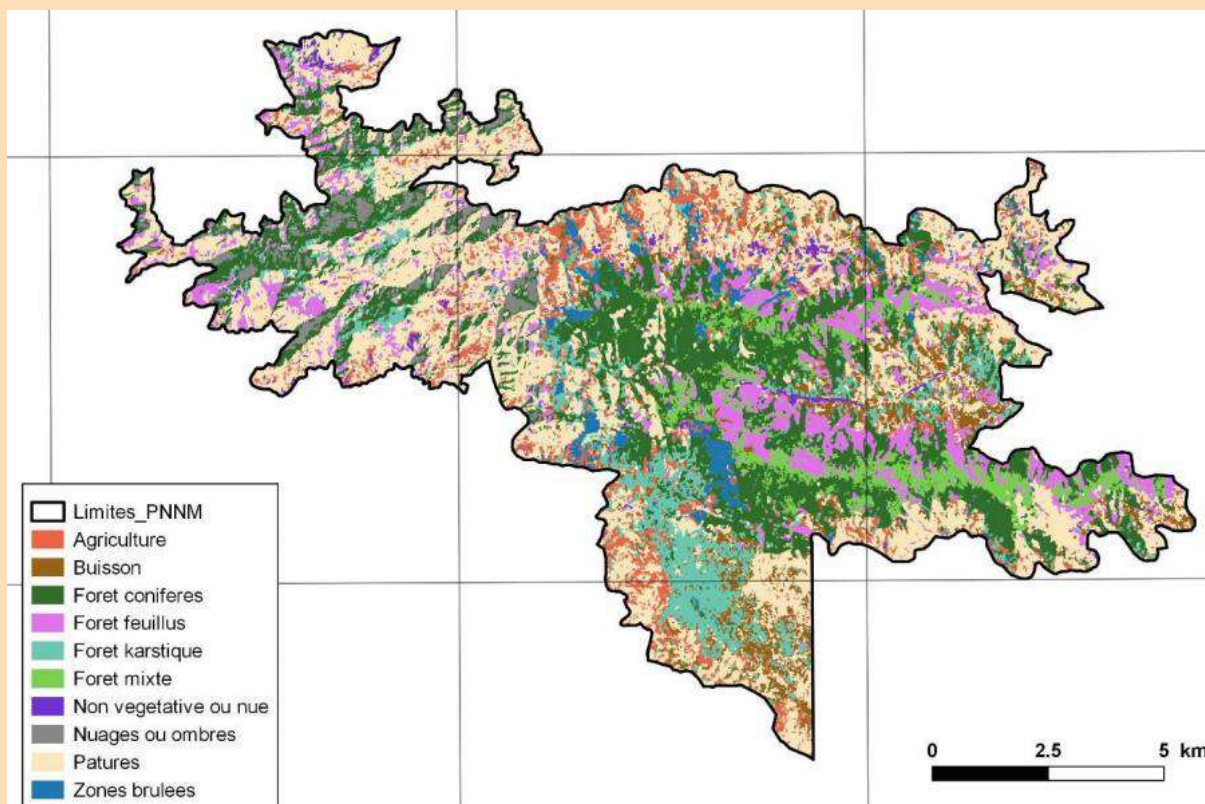 Limites_PNNM
Agriculture
Buisson
Foret coniferes
Foret feuillus
Foret karstique
Foret mixte
Non vegetative ou nue
Nuages ou ombres
Patures
Zones brulees
0 2.5 5 km